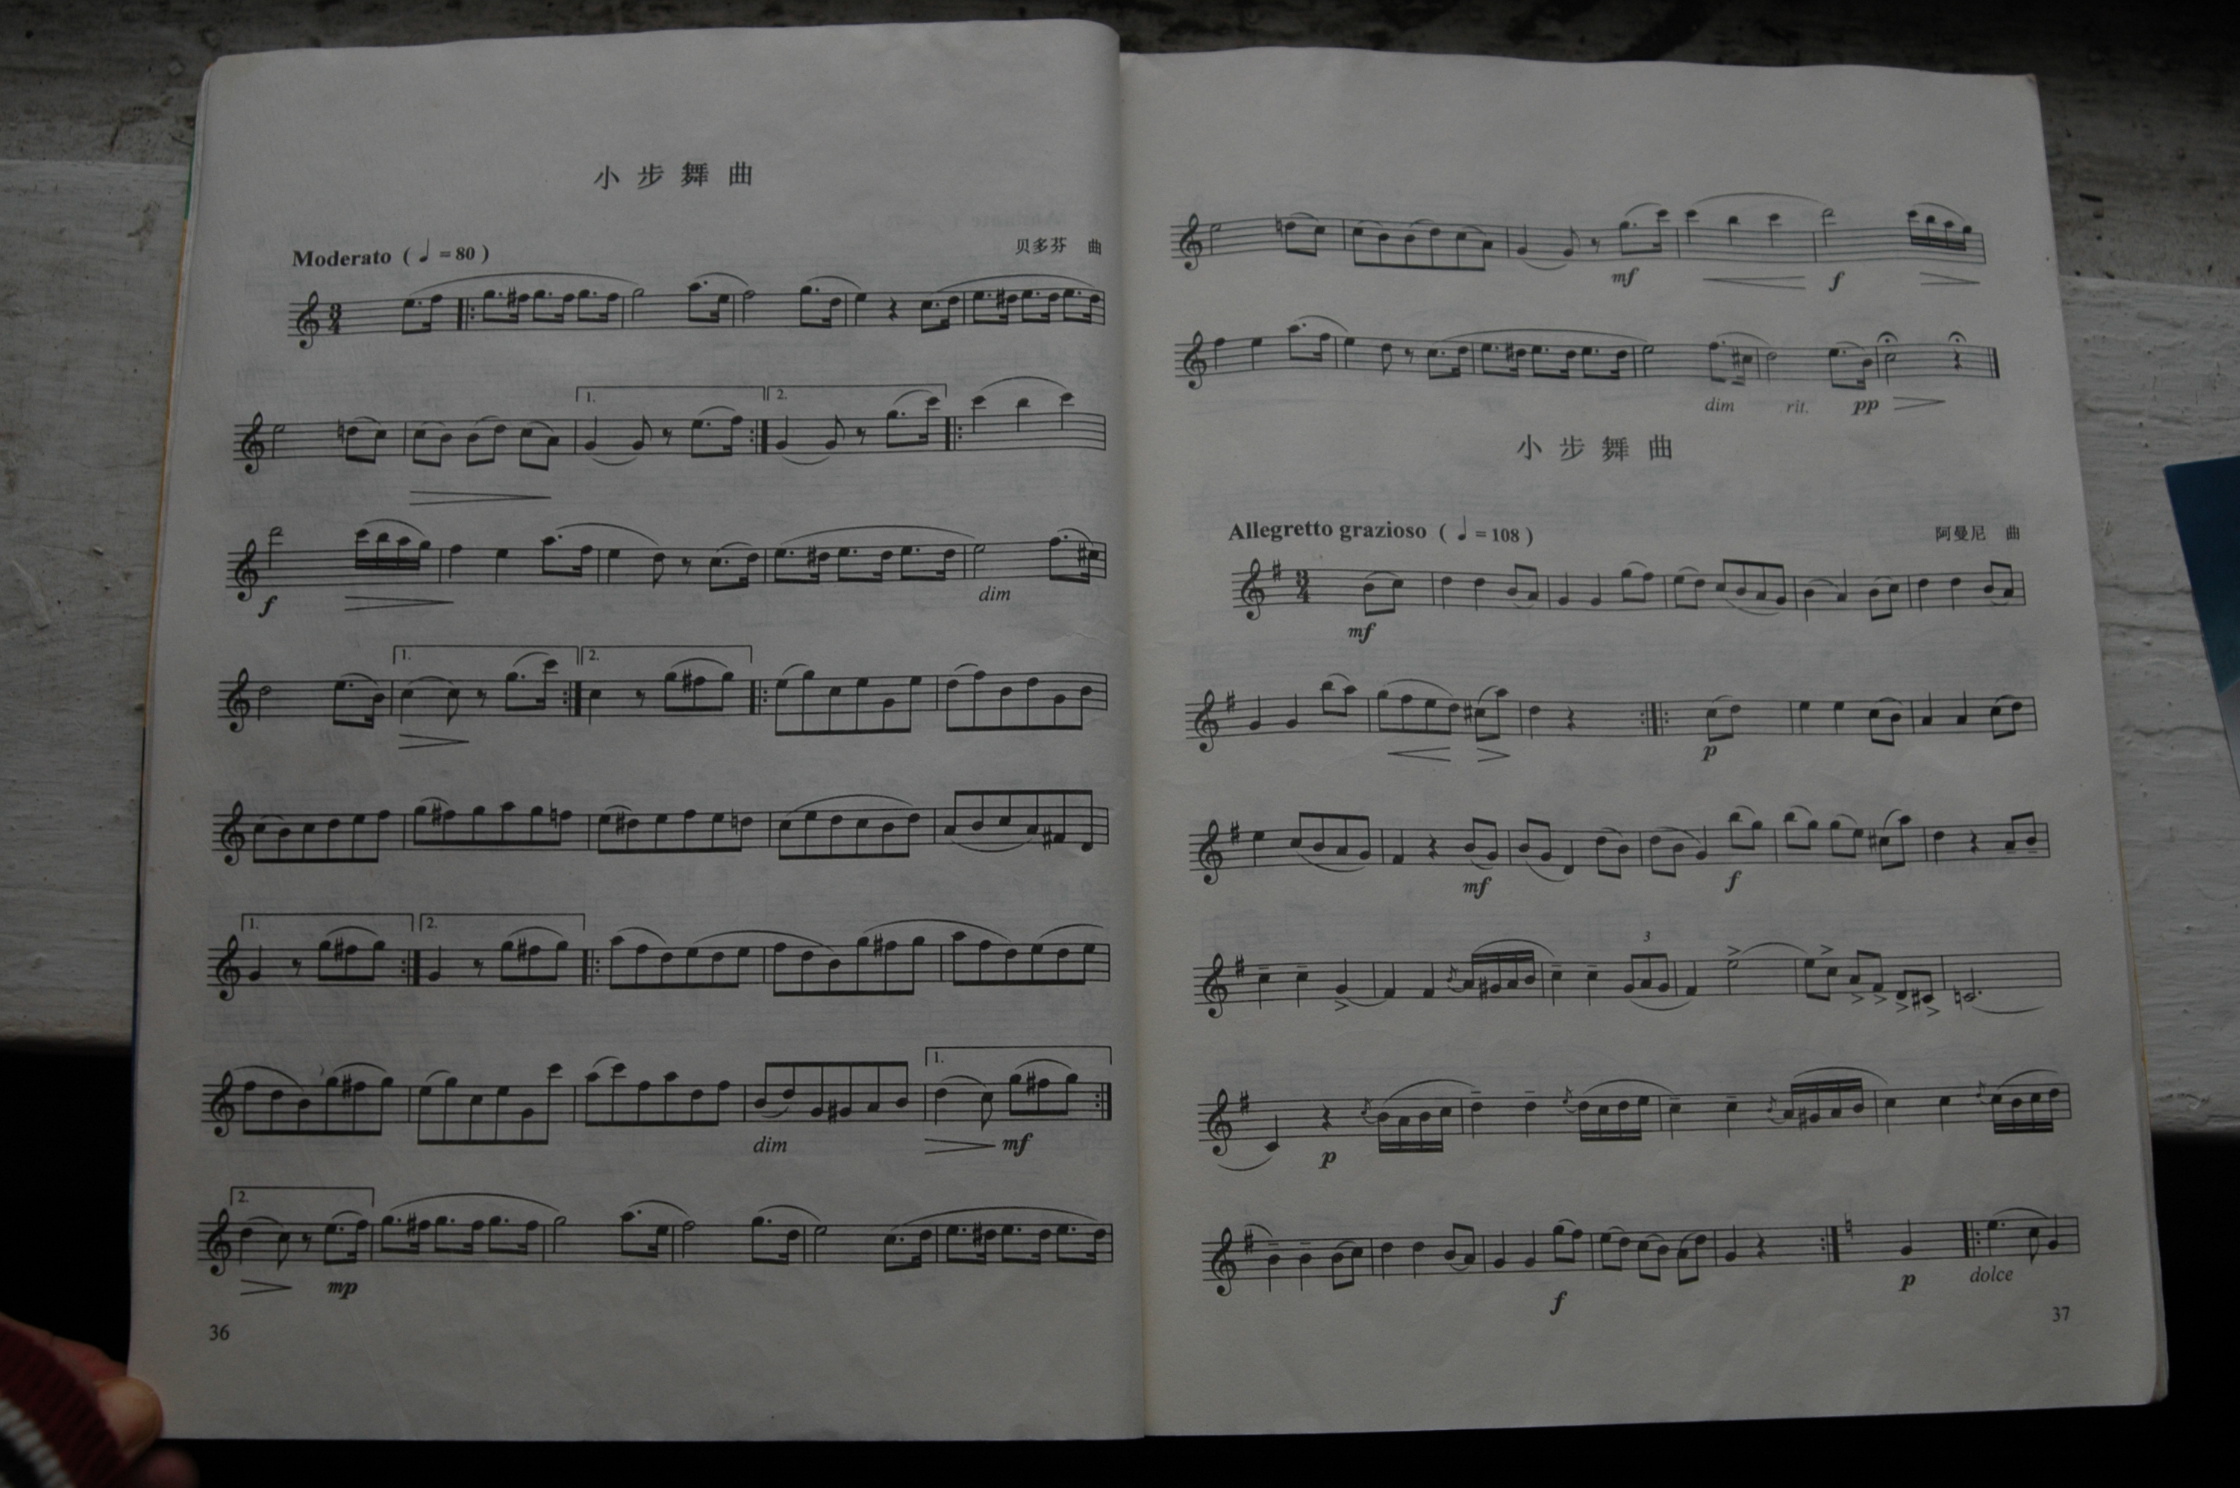 小步舞曲
Moderato ( ♩ = 80 )
贝多芬 曲
1.
2.
f
dim
1.
2.
1.
2.
1.
dim
mf
2.
mp
36
mf
f
dim
rit.
pp
小步舞曲
Allegretto grazioso ( ♩ = 108 )
阿曼尼 曲
mf
p
mf
f
3
p
f
p
dolce
37